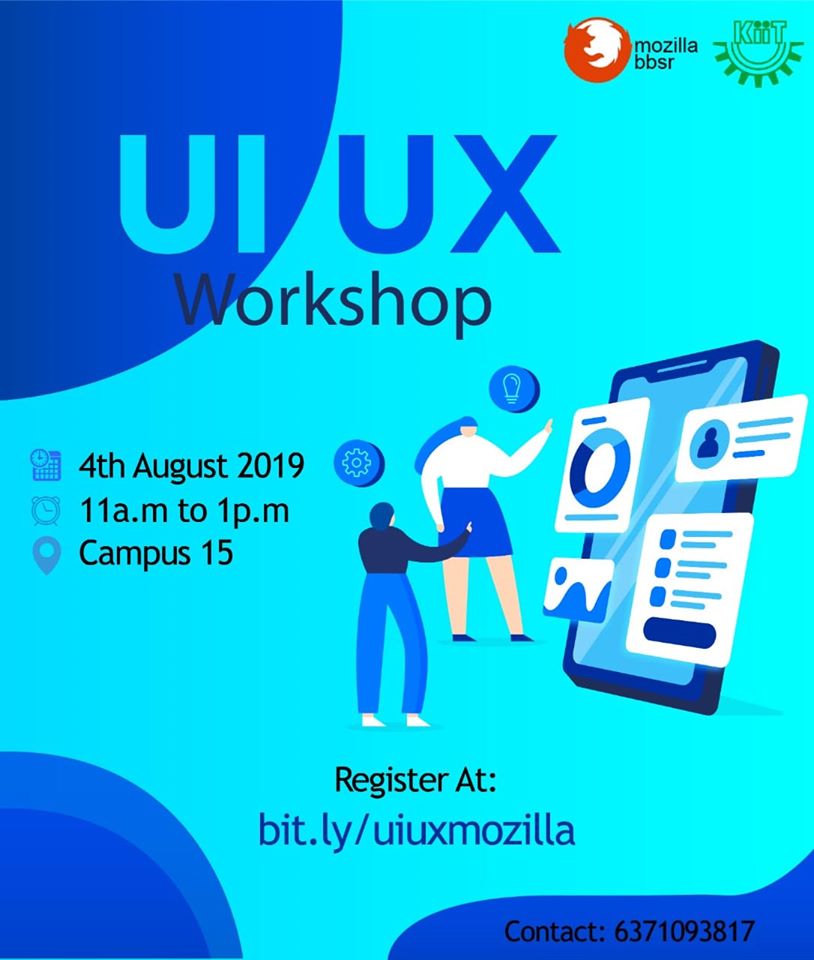 mozilla
bbsr
KiiT
UI UX
Workshop
4th August 2019
11a.m to 1p.m
Campus 15
Register At:
bit.ly/uiuxmozilla
Contact: 6371093817